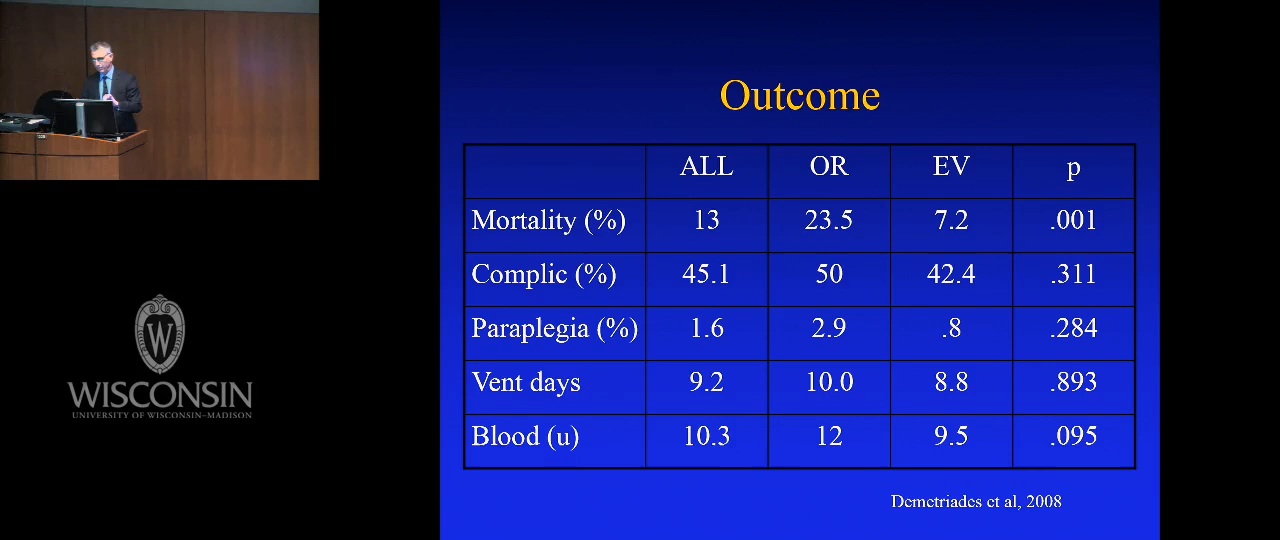 Outcome
ALL OR EV p
Mortality (%) 13 23.5 7.2 .001
Complic (%) 45.1 50 42.4 .311
Paraplegia (%) 1.6 2.9 .8 .284
Vent days 9.2 10.0 8.8 .893
Blood (u) 10.3 12 9.5 .095
Demetriades et al, 2008
W
WISCONSIN
UNIVERSITY OF WISCONSIN–MADISON